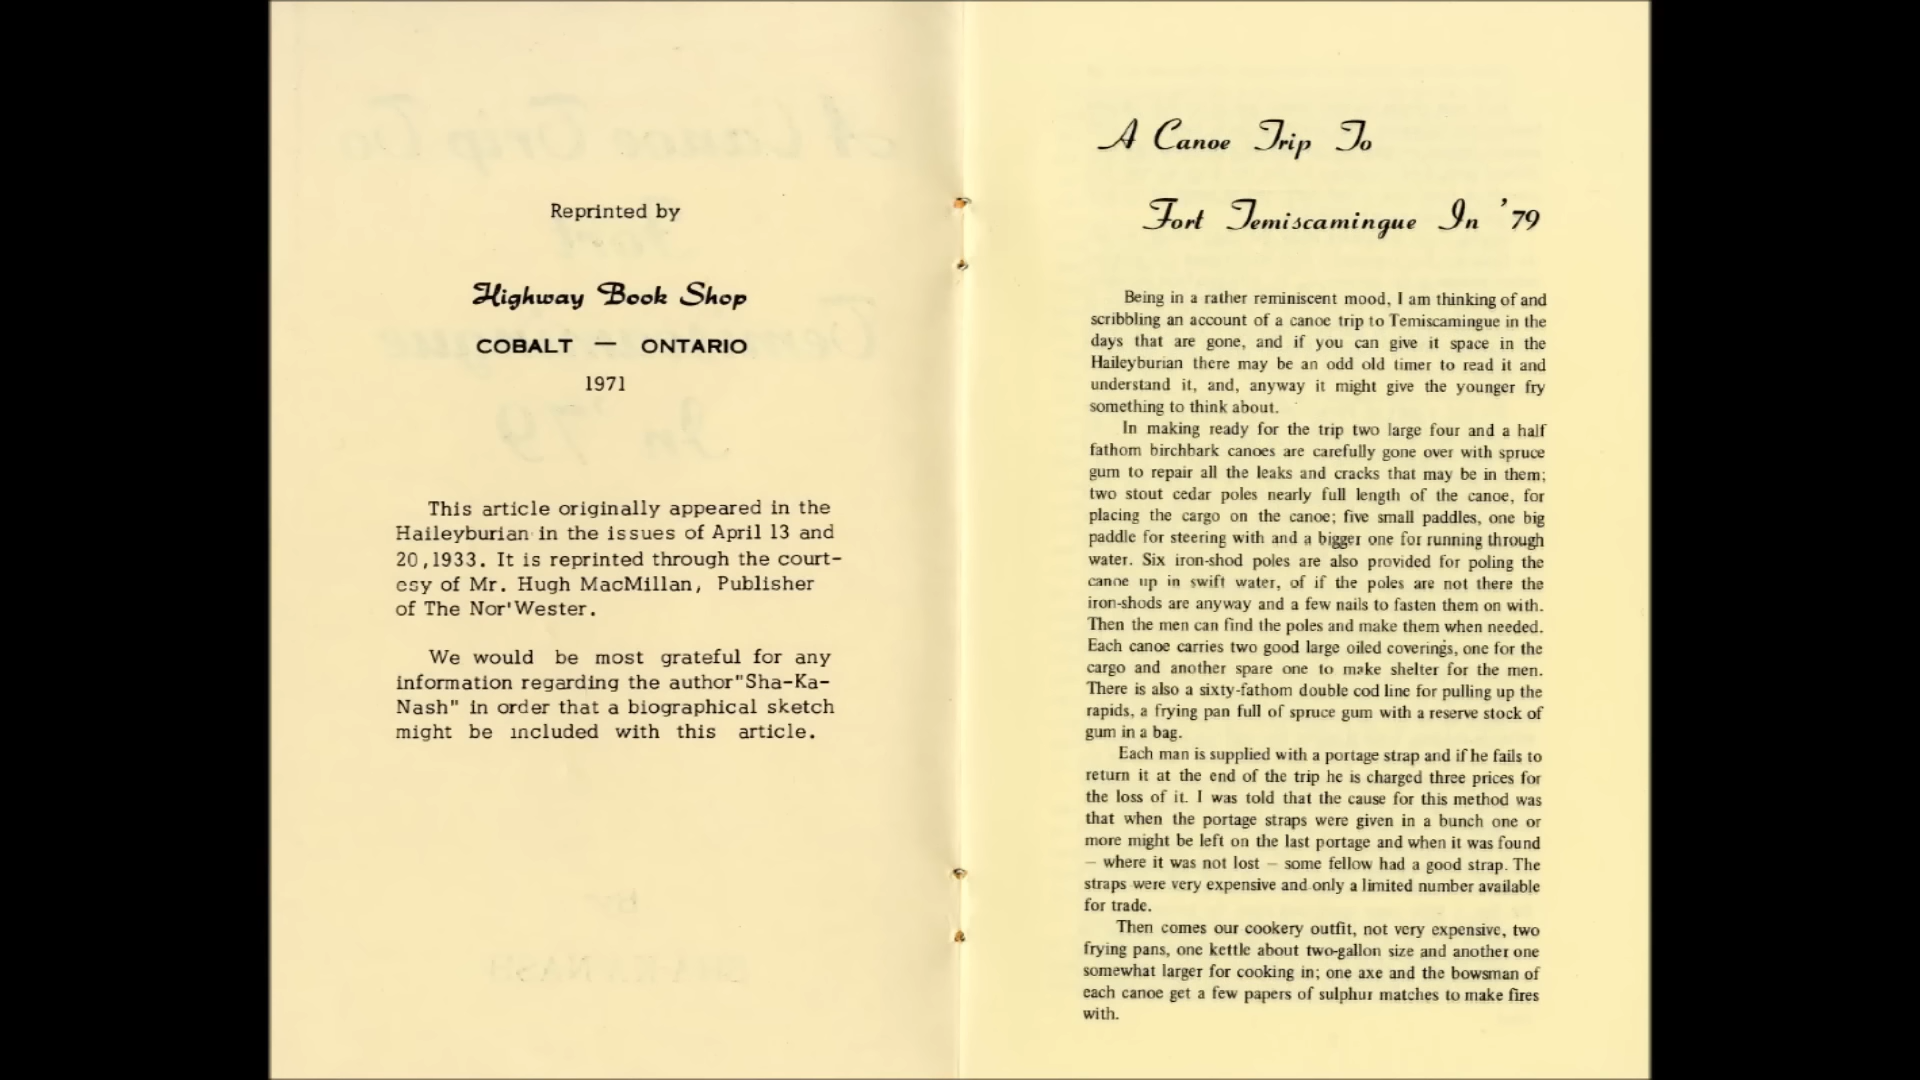 Reprinted by
Highway Book Shop
COBALT — ONTARIO
1971
This article originally appeared in the
Haileyburian in the issues of April 13 and
20,1933. It is reprinted through the court-
esy of Mr. Hugh MacMillan, Publisher
of The Nor'Wester.
We would be most grateful for any
information regarding the author"Sha-Ka-
Nash" in order that a biographical sketch
might be included with this article.
A Canoe Trip To
Fort Temiscamingue In '79
Being in a rather reminiscent mood, I am thinking of and
scribbling an account of a canoe trip to Temiscamingue in the
days that are gone, and if you can give it space in the
Haileyburian there may be an odd old timer to read it and
understand it, and, anyway it might give the younger fry
something to think about.
In making ready for the trip two large four and a half
fathom birchbark canoes are carefully gone over with spruce
gum to repair all the leaks and cracks that may be in them;
two stout cedar poles nearly full length of the canoe, for
placing the cargo on the canoe; five small paddles, one big
paddle for steering with and a bigger one for running through
water. Six iron-shod poles are also provided for poling the
canoe up in swift water, of if the poles are not there the
iron-shods are anyway and a few nails to fasten them on with.
Then the men can find the poles and make them when needed.
Each canoe carries two good large oiled coverings, one for the
cargo and another spare one to make shelter for the men.
There is also a sixty-fathom double cod line for pulling up the
rapids, a frying pan full of spruce gum with a reserve stock of
gum in a bag.
Each man is supplied with a portage strap and if he fails to
return it at the end of the trip he is charged three prices for
the loss of it. I was told that the cause for this method was
that when the portage straps were given in a bunch one or
more might be left on the last portage and when it was found
— where it was not lost — some fellow had a good strap. The
straps were very expensive and only a limited number available
for trade.
Then comes our cookery outfit, not very expensive, two
frying pans, one kettle about two-gallon size and another one
somewhat larger for cooking in; one axe and the bowsman of
each canoe get a few papers of sulphur matches to make fires
with.